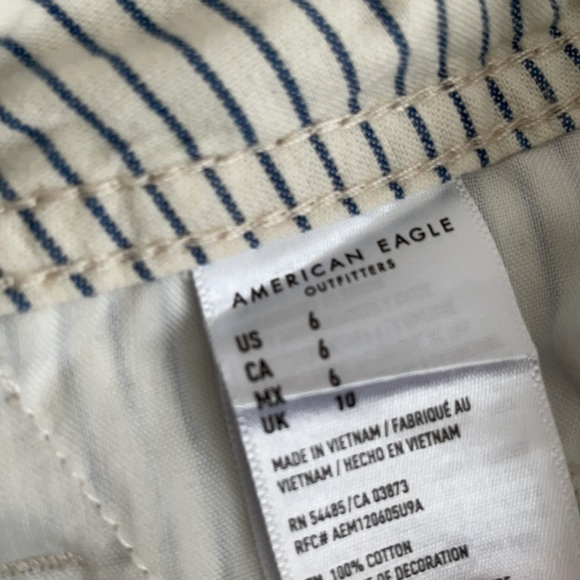 AMERICAN EAGLE
OUTFITTERS
US 6
CA 6
MX 6
UK 10
MADE IN VIETNAM / FABRIQUÉ AU
VIETNAM / HECHO EN VIETNAM
RN 54485/CA 03873
RFC# AEM120605U9A
100% COTTON
DE DECORATION